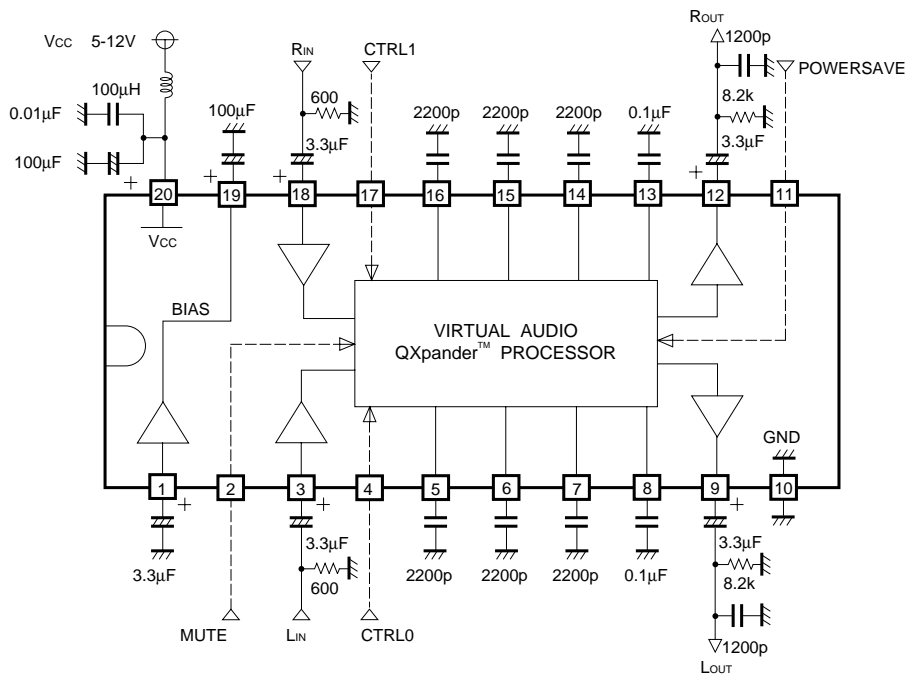 ROUT
1200p
VCC 5-12V
RIN
CTRL1
POWERSAVE
100µH
0.01µF
600
8.2k
100µF
2200p
2200p
2200p
0.1µF
3.3µF
3.3µF
100µF
+
+
+
+
20
19
18
17
16
15
14
13
12
11
VCC
BIAS
VIRTUAL AUDIO
QXpander™ PROCESSOR
GND
1
2
3
4
5
6
7
8
9
10
+
+
+
3.3µF
3.3µF
3.3µF
600
2200p
2200p
2200p
0.1µF
8.2k
MUTE
LIN
CTRL0
1200p
LOUT